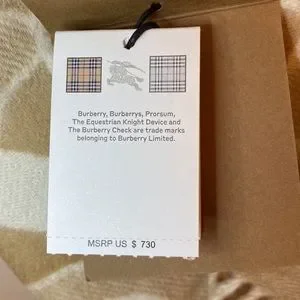 Burberry, Burberrys, Prorsum,
The Equestrian Knight Device and
The Burberry Check are trade marks
belonging to Burberry Limited.
MSRP US $ 730